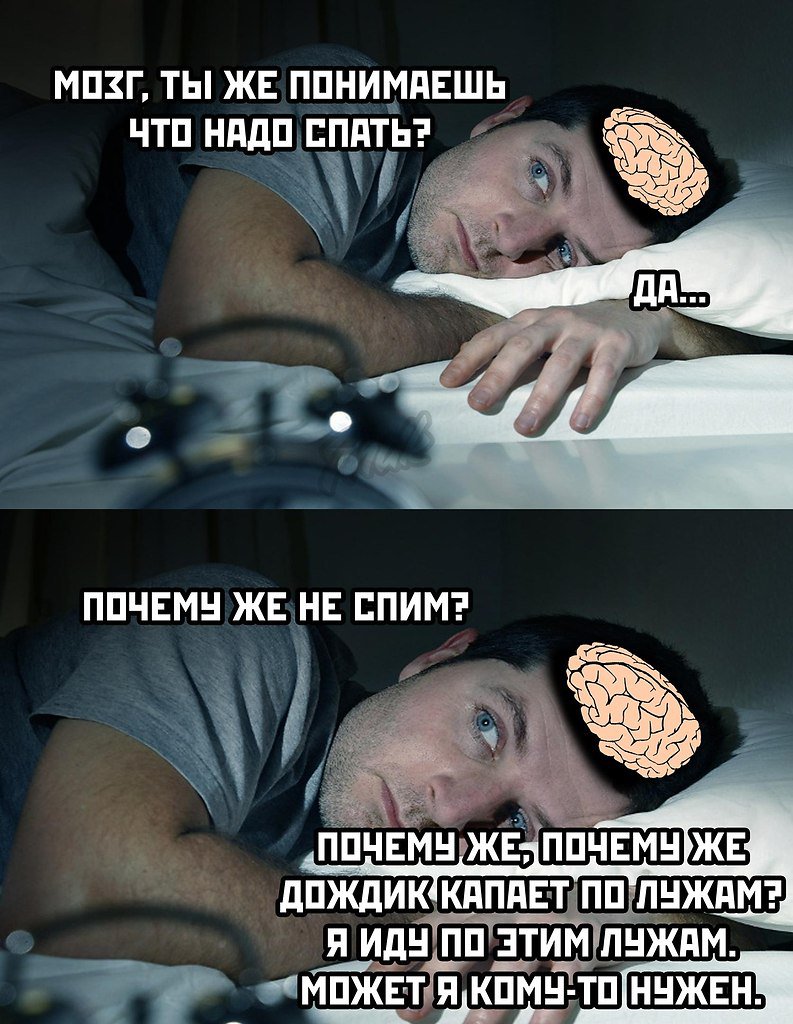 МОЗГ, ТЫ ЖЕ ПОНИМАЕШЬ
ЧТО НАДО СПАТЬ?
ДА...
ПОЧЕМУ ЖЕ НЕ СПИМ?
ПОЧЕМУ ЖЕ, ПОЧЕМУ ЖЕ
ДОЖДИК КАПАЕТ ПО ЛУЖАМ?
Я ИДУ ПО ЭТИМ ЛУЖАМ.
МОЖЕТ Я КОМУ-ТО НУЖЕН.